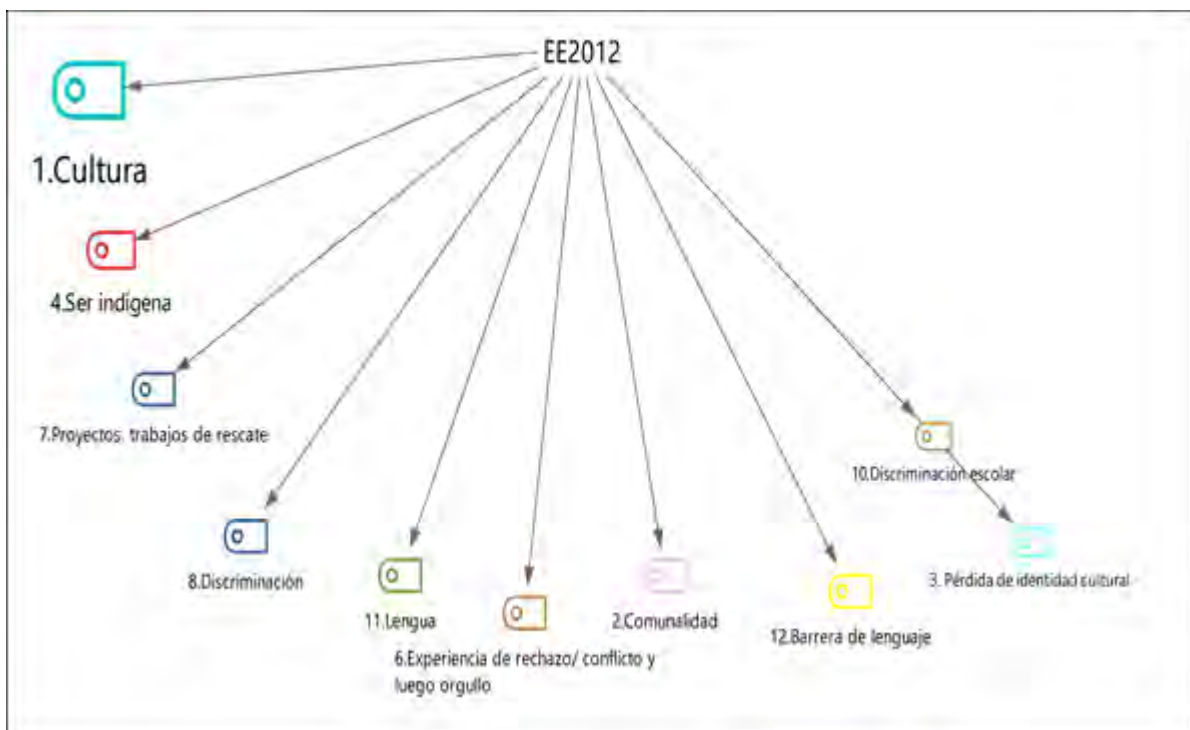 EE2012
1.Cultura
4.Ser indígena
7.Proyectos, trabajos de rescate
10.Discriminación escolar
8.Discriminación
11.Lengua
2.Comunalidad
12.Barrera de lenguaje
3. Pérdida de identidad cultural
6.Experiencia de rechazo/ conflicto y
luego orgullo